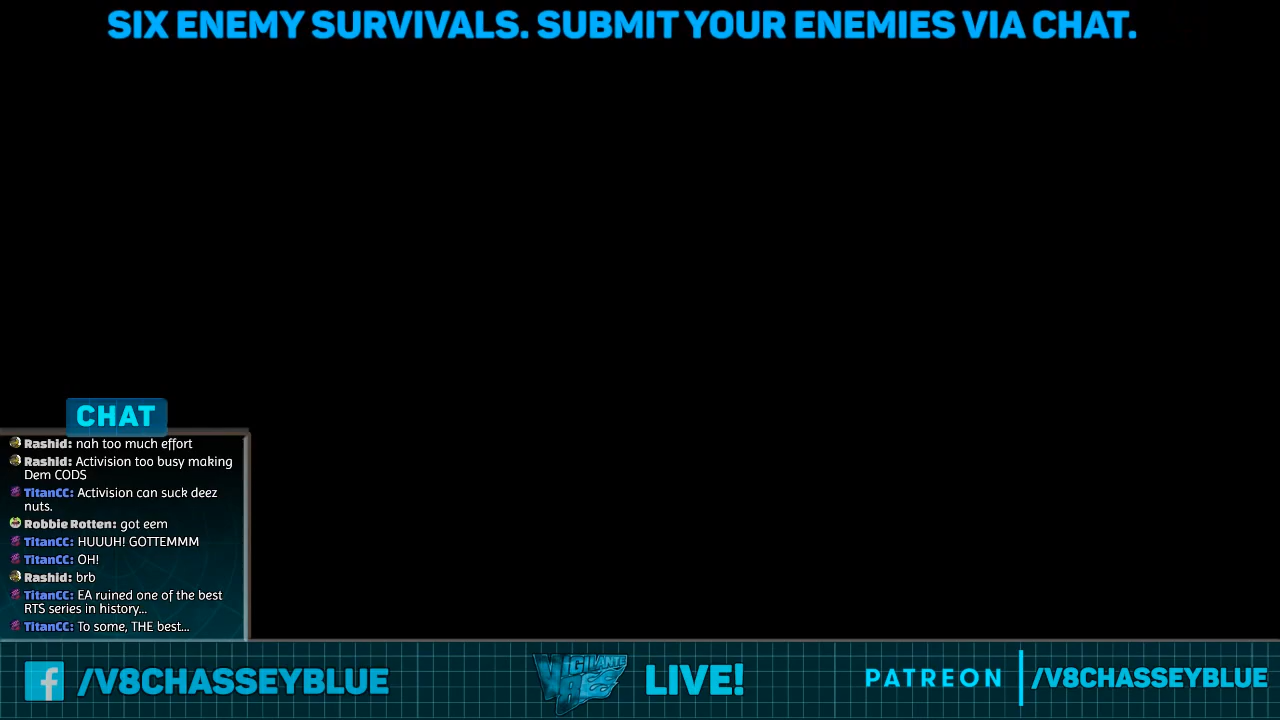 SIX ENEMY SURVIVALS. SUBMIT YOUR ENEMIES VIA CHAT.
CHAT
Rashid: nah too much effort
Rashid: Activision too busy making
Dem CODS
TitanCC: Activision can suck deez
nuts.
Robbie Rotten: got eem
TitanCC: HUUUH! GOTTEMMM
TitanCC: OH!
Rashid: brb
TitanCC: EA ruined one of the best
RTS series in history...
TitanCC: To some, THE best...
f /V8CHASSEYBLUE
VIGILANTE
LIVE!
PATREON | /V8CHASSEYBLUE